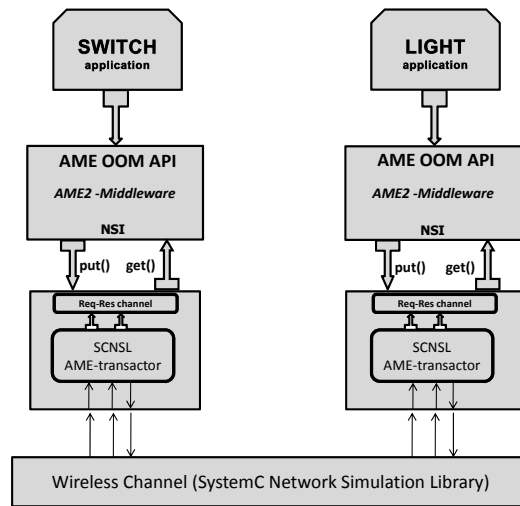 SWITCH
application
AME OOM API
AME2 -Middleware
NSI
put() get()
Req-Res channel
SCNSL
AME-transactor
LIGHT
application
AME OOM API
AME2 -Middleware
NSI
put() get()
Req-Res channel
SCNSL
AME-transactor
Wireless Channel (SystemC Network Simulation Library)